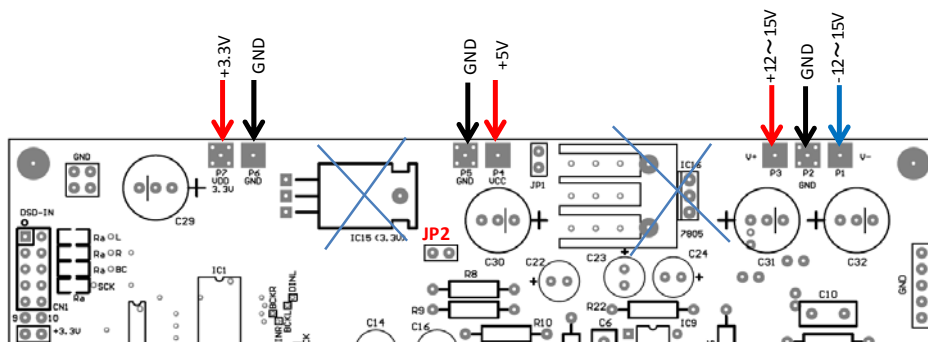 +3.3V
GND
GND
+5V
+12～15V
GND
-12～15V
GND
P7
VDD
3.3V
P6
GND
P5
GND
P4
VCC
JP1
IC16
V+
P3
P2
GND
P1
V-
C29
DSD-IN
IC15(3.3V)
7805
JP2
C30
C31
C32
Ra L
Ra R
Ra BC
SCK
Ra
CN1
9
10
+3.3V
IC1
BCKR
DINL
BCKL
C22
C23
C24
R8
R9
R10
R22
C14
C16
C6
IC9
C10
GND